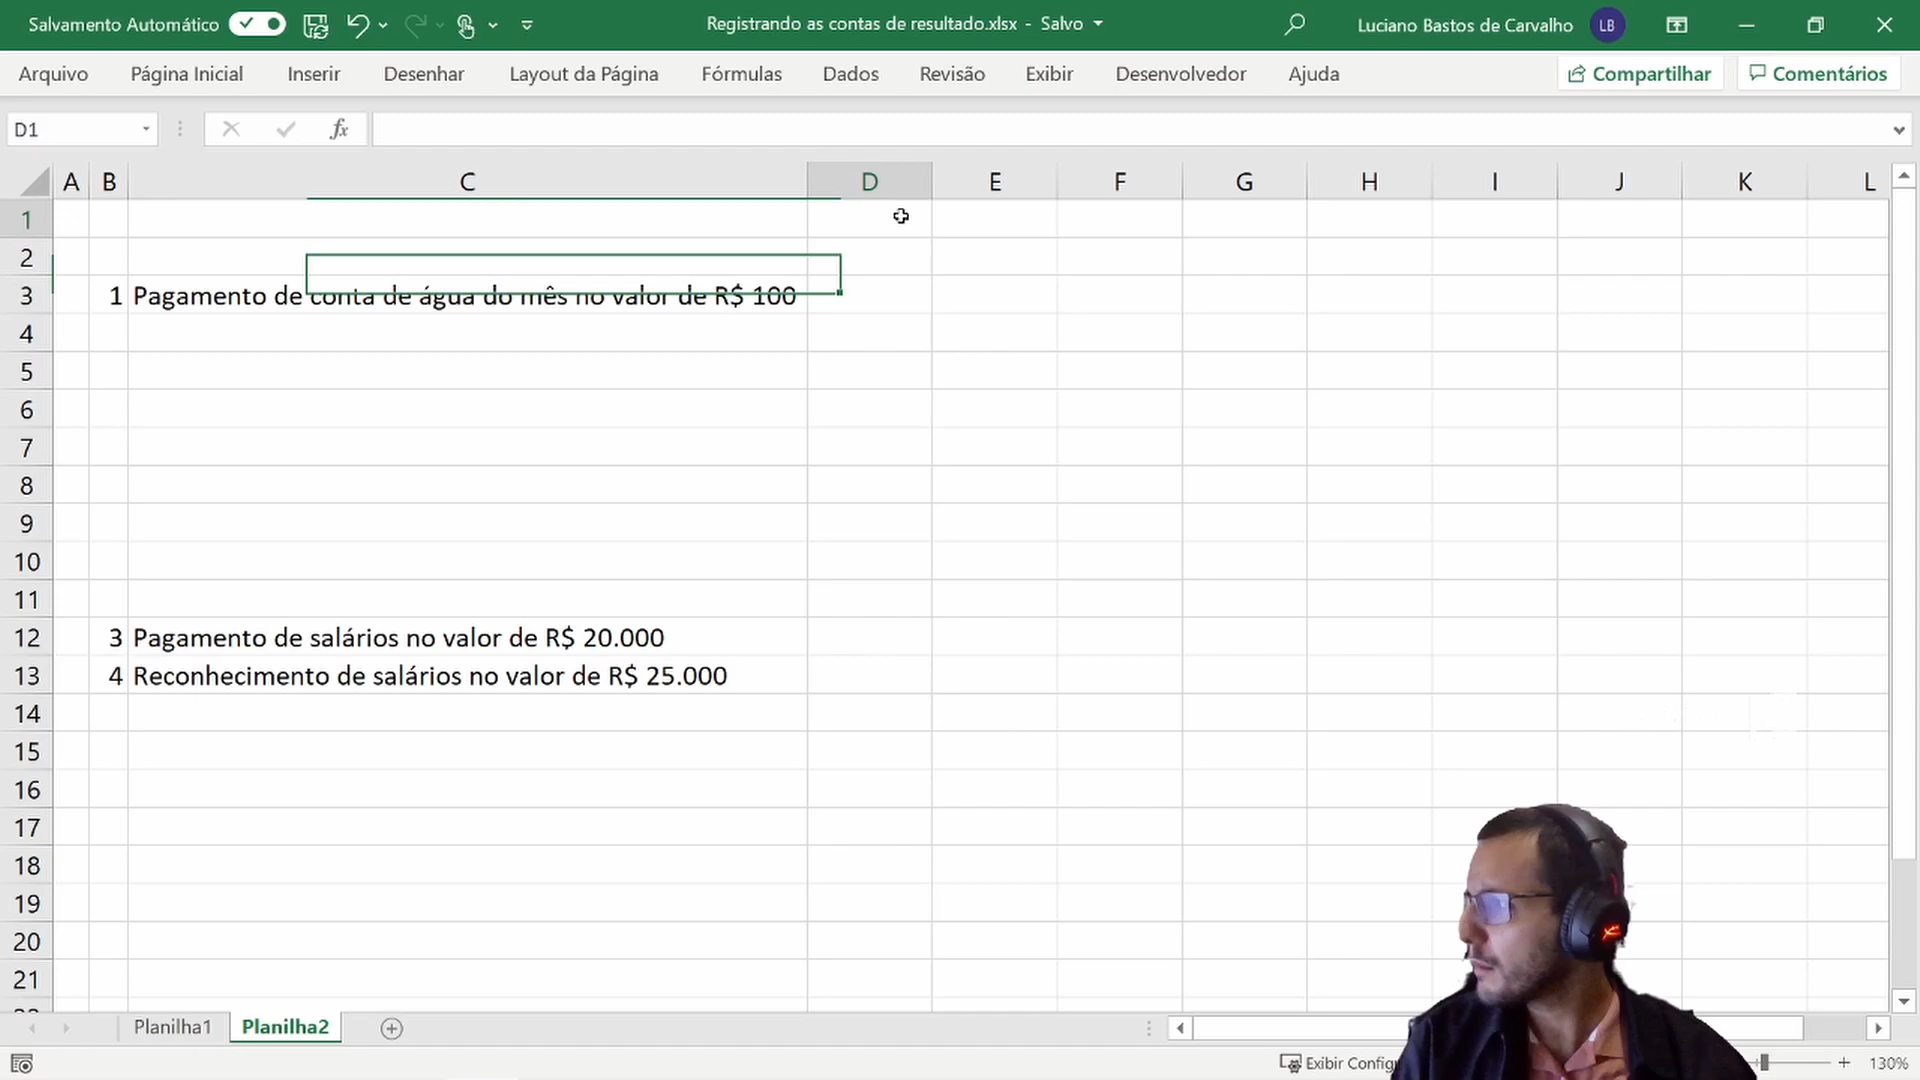 Salvamento Automático
Registrando as contas de resultado.xlsx - Salvo
Luciano Bastos de Carvalho
LB
Arquivo
Página Inicial
Inserir
Desenhar
Layout da Página
Fórmulas
Dados
Revisão
Exibir
Desenvolvedor
Ajuda
Compartilhar
Comentários
D1
fx
A B C D E F G H I J K L
1
2
3 1 Pagamento de conta de água do mês no valor de R$ 100
4
5
6
7
8
9
10
11
12 3 Pagamento de salários no valor de R$ 20.000
13 4 Reconhecimento de salários no valor de R$ 25.000
14
15
16
17
18
19
20
21
Planilha1
Planilha2
Exibir
130%